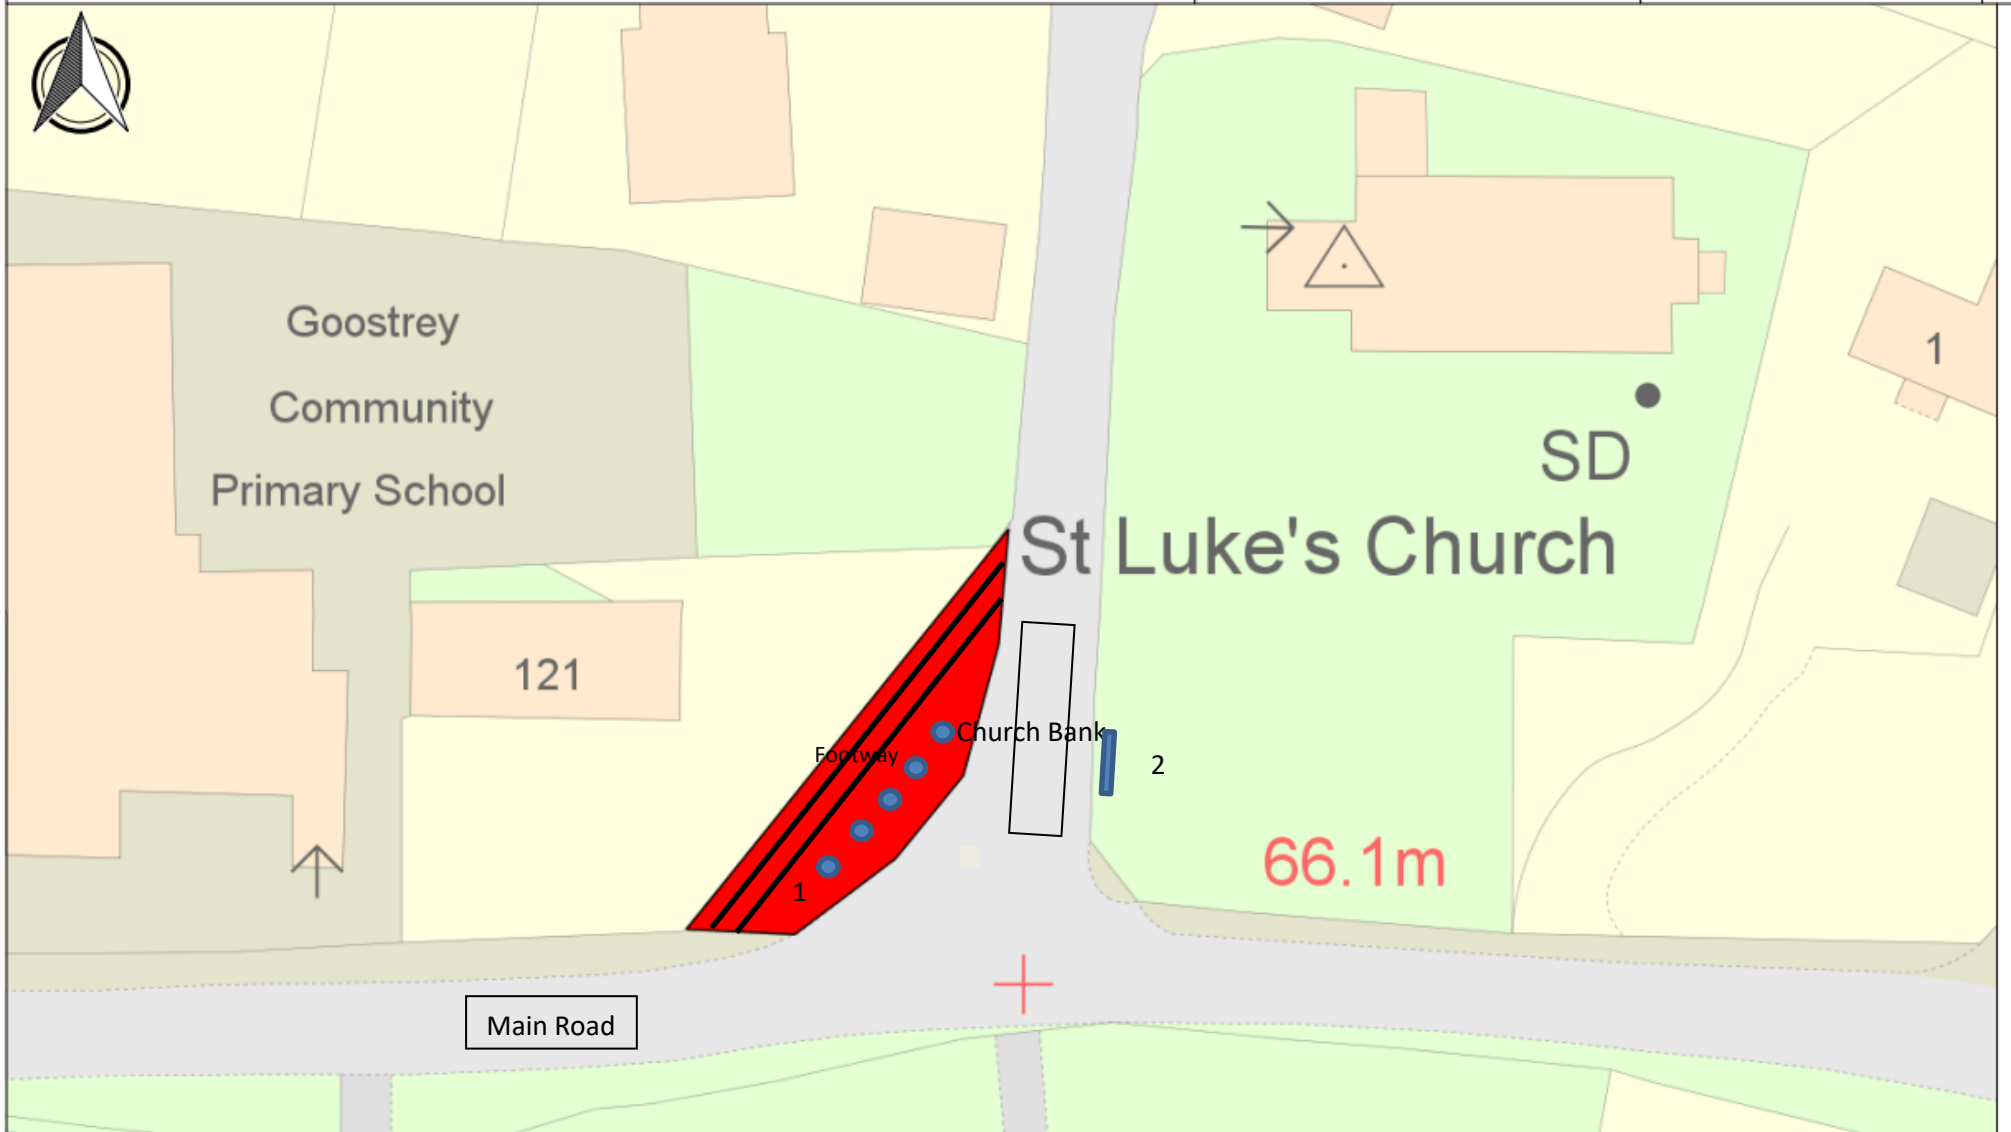 Goostrey
Community
Primary School
1
SD
St Luke's Church
121
Church Bank
Footway
2
66.1m
1
Main Road